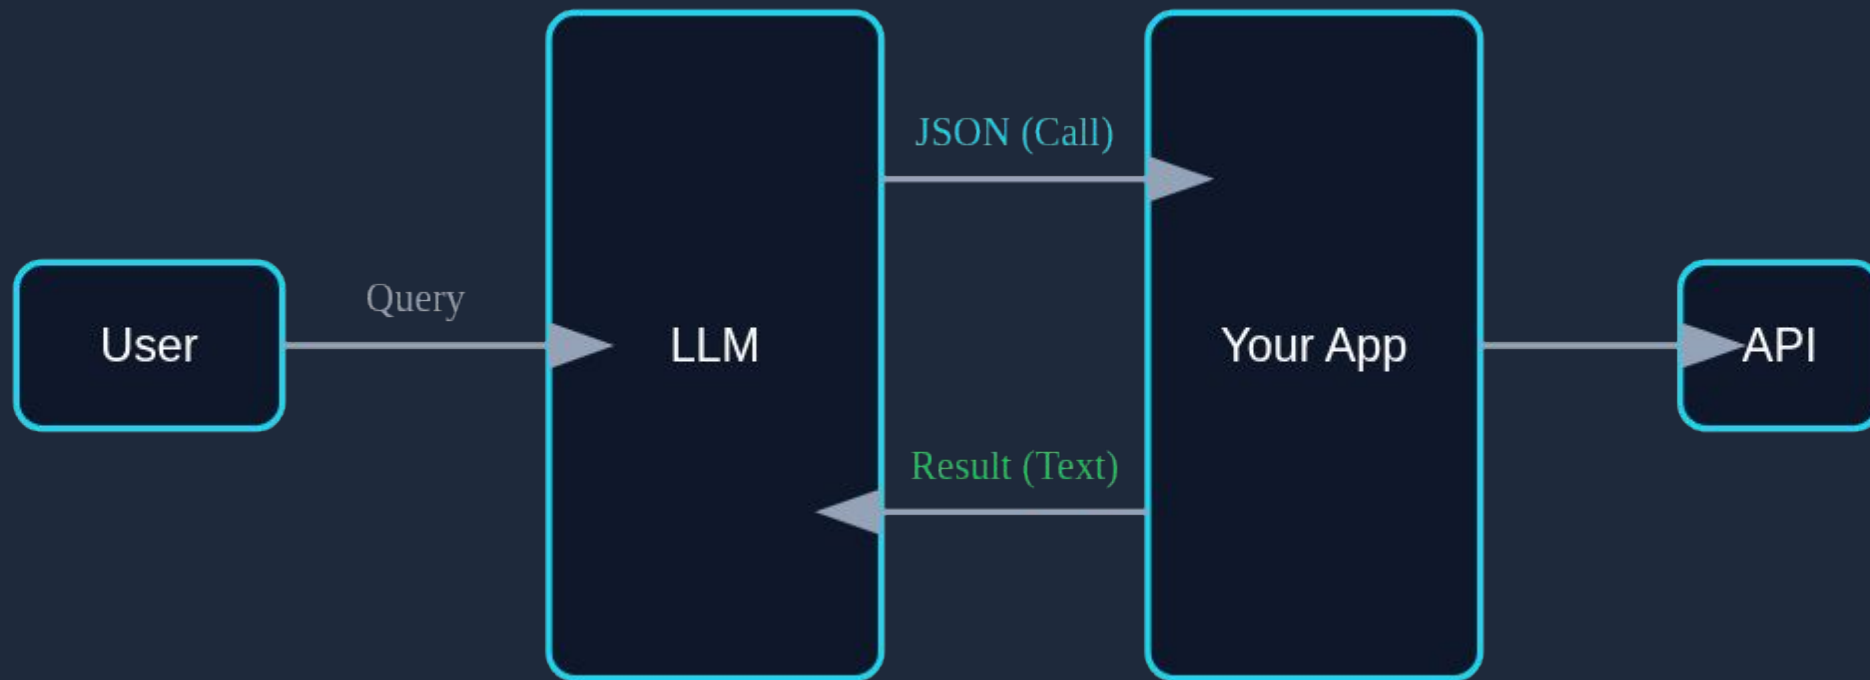 JSON (Call)
Query
User
LLM
Your App
API
Result (Text)